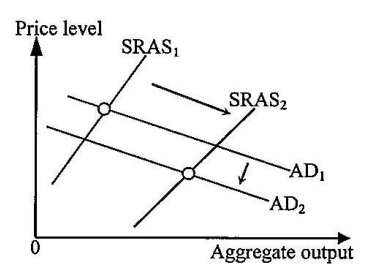 Price level
SRAS₁
SRAS₂
AD₁
AD₂
0
Aggregate output